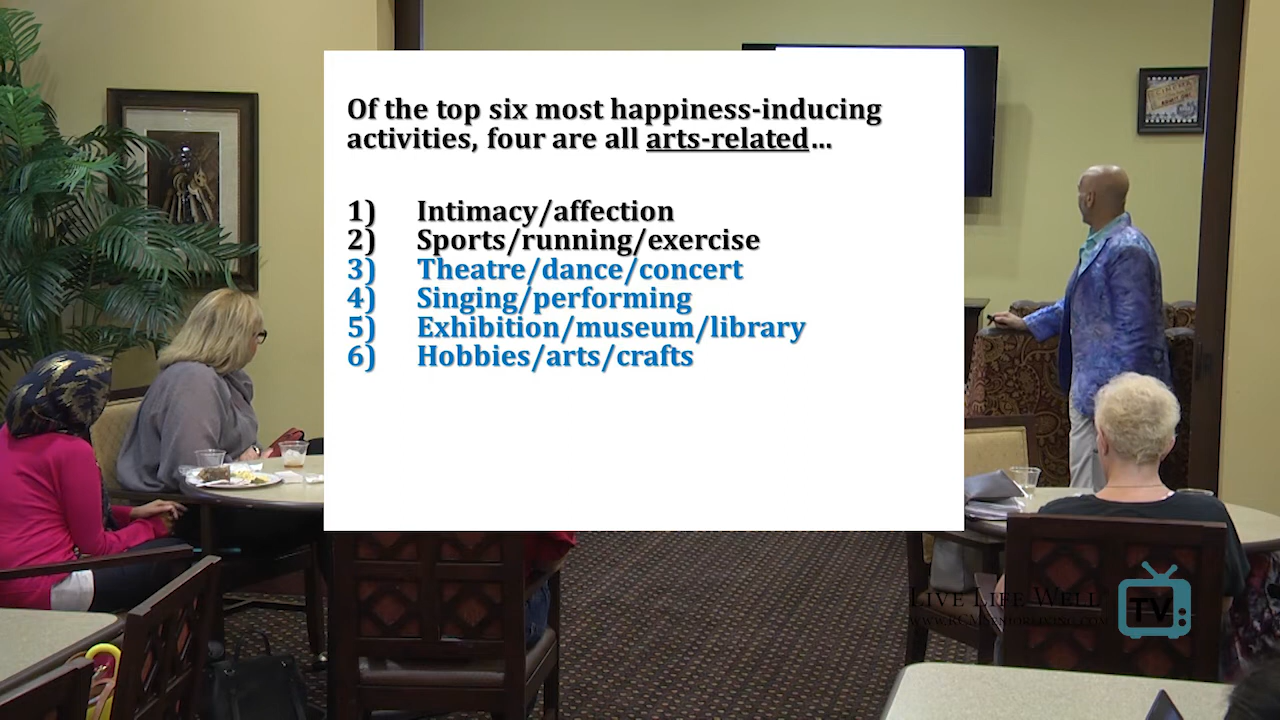 Of the top six most happiness-inducing
activities, four are all arts-related...
1) Intimacy/affection
2) Sports/running/exercise
3) Theatre/dance/concert
4) Singing/performing
5) Exhibition/museum/library
6) Hobbies/arts/crafts
CINEMA
LIVE LIFE WELL
TV